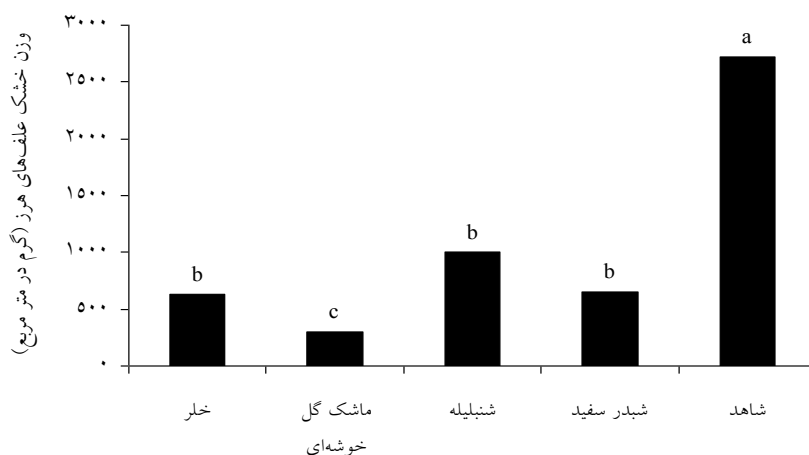 وزن خشک علف‌های هرز (گرم در متر مربع)
۳۰۰۰
۲۵۰۰
۲۰۰۰
۱۵۰۰
۱۰۰۰
۵۰۰
۰
b
c
b
b
a
خلر
ماشک گل
خوشه‌ای
شنبلیله
شبدر سفید
شاهد